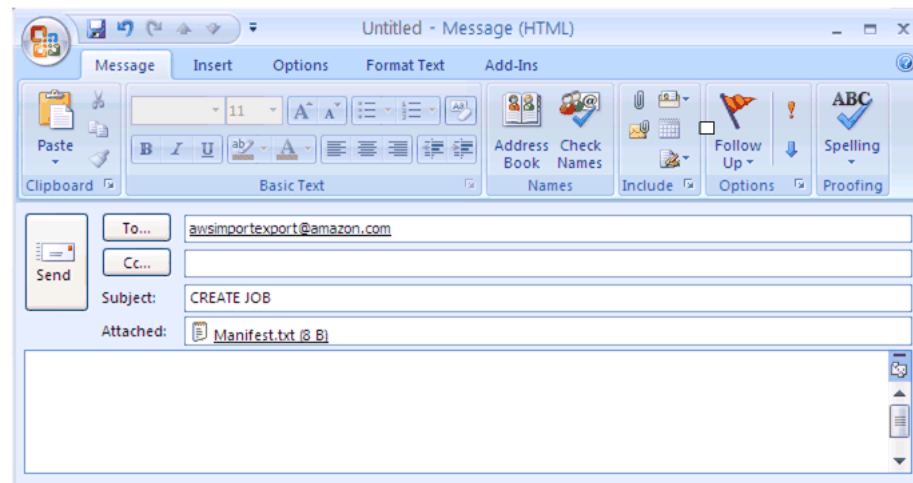 Untitled - Message (HTML)
Message Insert Options Format Text Add-Ins
Paste
Clipboard
11
A A
Aa
B I U ab A
Basic Text
Address Book
Check Names
Names
Include
Follow Up
Options
ABC
Spelling
Proofing
Send
To... awsimportexport@amazon.com
Cc...
Subject: CREATE JOB
Attached: Manifest.txt (8 B)